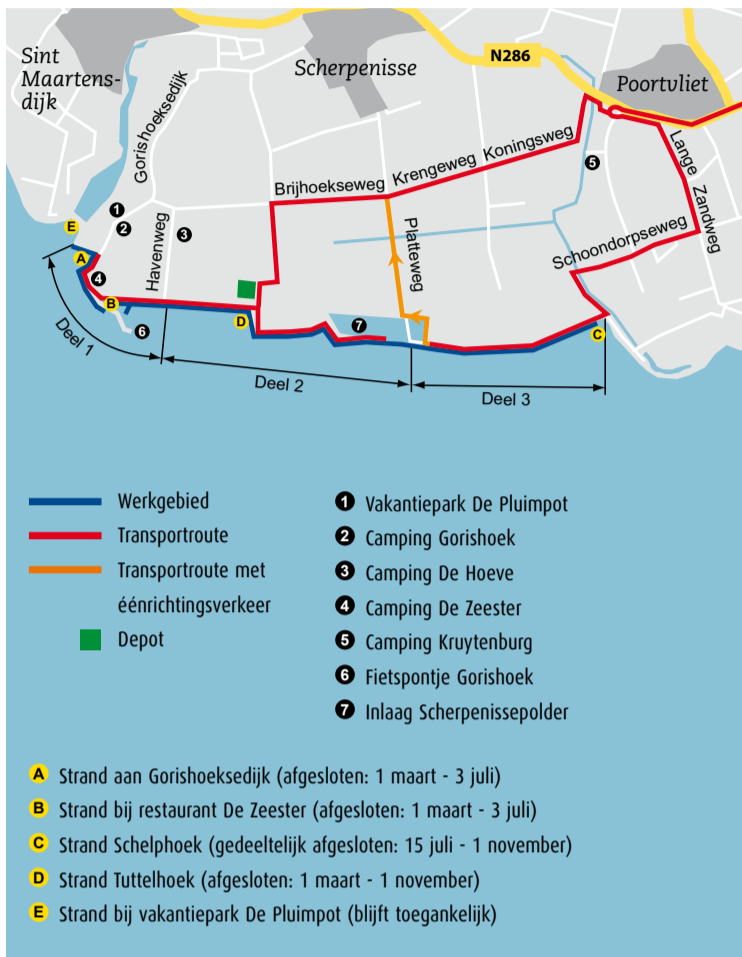 Sint
Maartens-
dijk
Scherpenisse
N286
Poortvliet
Gorishoeksedijk
Brijhoekseweg
Krengeweg
Koningsweg
Lange
Zandweg
Schoondorpseweg
Platteweg
Havenweg
1
2
3
4
5
6
7
A
B
C
D
E
Deel 1
Deel 2
Deel 3
Werkgebied
Transportroute
Transportroute met
éénrichtingsverkeer
Depot
1 Vakantiepark De Pluimpot
2 Camping Gorishoek
3 Camping De Hoeve
4 Camping De Zeester
5 Camping Kruytenburg
6 Fietspontje Gorishoek
7 Inlaag Scherpenissepolder
A Strand aan Gorishoeksedijk (afgesloten: 1 maart - 3 juli)
B Strand bij restaurant De Zeester (afgesloten: 1 maart - 3 juli)
C Strand Schelphoek (gedeeltelijk afgesloten: 15 juli - 1 november)
D Strand Tuttelhoek (afgesloten: 1 maart - 1 november)
E Strand bij vakantiepark De Pluimpot (blijft toegankelijk)